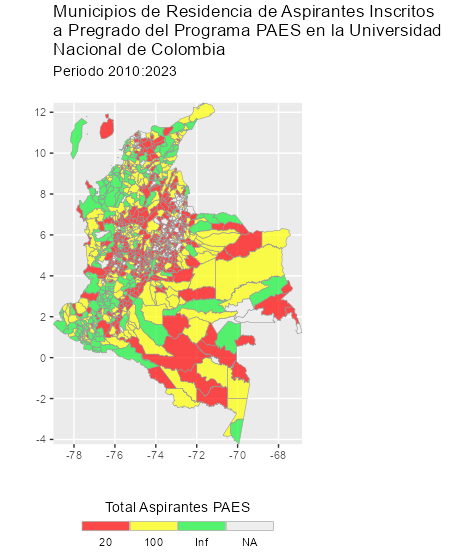 Municipios de Residencia de Aspirantes Inscritos
a Pregrado del Programa PAES en la Universidad
Nacional de Colombia
Periodo 2010:2023
12
10
8
6
4
2
0
-2
-4
-78 -76 -74 -72 -70 -68
Total Aspirantes PAES
20 100 Inf NA